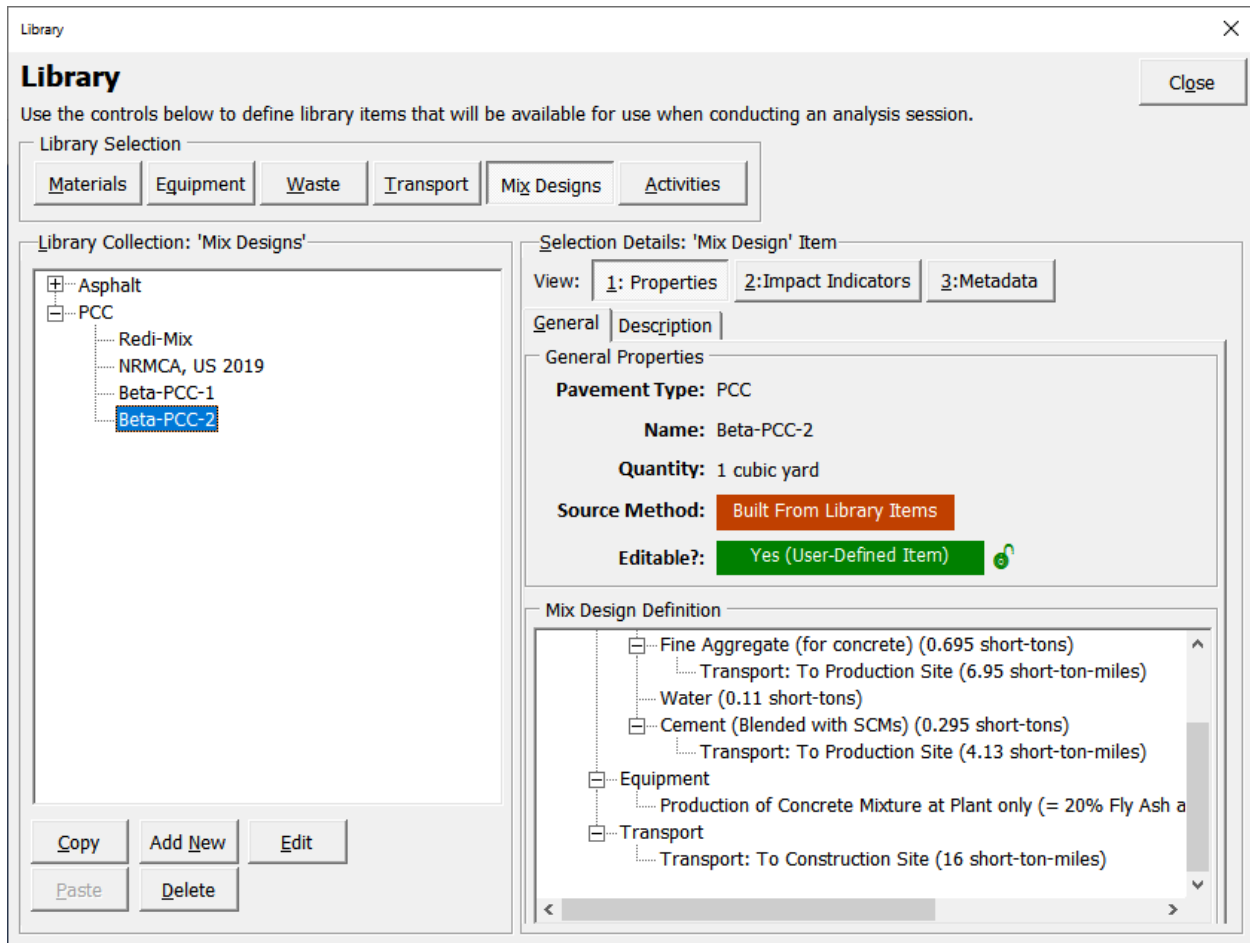 Library
Library
Close
Use the controls below to define library items that will be available for use when conducting an analysis session.
Library Selection
Materials Equipment Waste Transport Mix Designs Activities
Library Collection: 'Mix Designs'
Asphalt
PCC
Redi-Mix
NRMCA, US 2019
Beta-PCC-1
Beta-PCC-2
Copy Add New Edit
Paste Delete
Selection Details: 'Mix Design' Item
View: 1: Properties 2:Impact Indicators 3:Metadata
General Description
General Properties
Pavement Type: PCC
Name: Beta-PCC-2
Quantity: 1 cubic yard
Source Method: Built From Library Items
Editable?: Yes (User-Defined Item)
Mix Design Definition
Fine Aggregate (for concrete) (0.695 short-tons)
Transport: To Production Site (6.95 short-ton-miles)
Water (0.11 short-tons)
Cement (Blended with SCMs) (0.295 short-tons)
Transport: To Production Site (4.13 short-ton-miles)
Equipment
Production of Concrete Mixture at Plant only (= 20% Fly Ash a
Transport
Transport: To Construction Site (16 short-ton-miles)